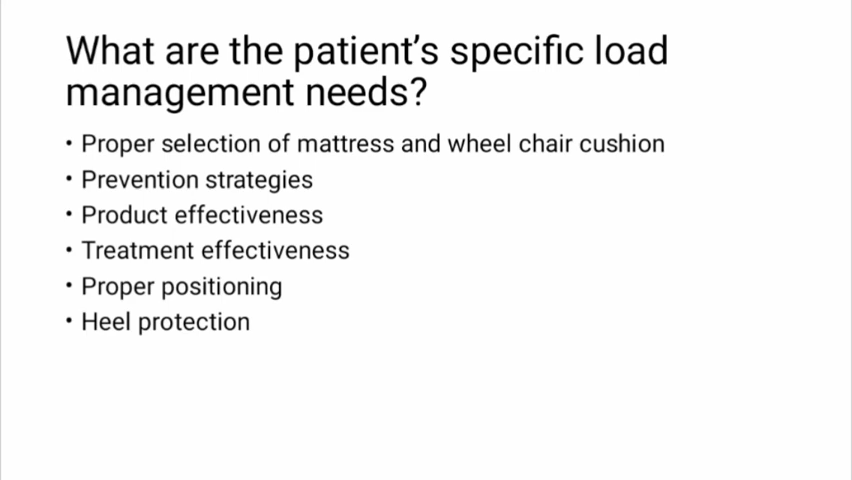 What are the patient’s specific load
management needs?
• Proper selection of mattress and wheel chair cushion
• Prevention strategies
• Product effectiveness
• Treatment effectiveness
• Proper positioning
• Heel protection